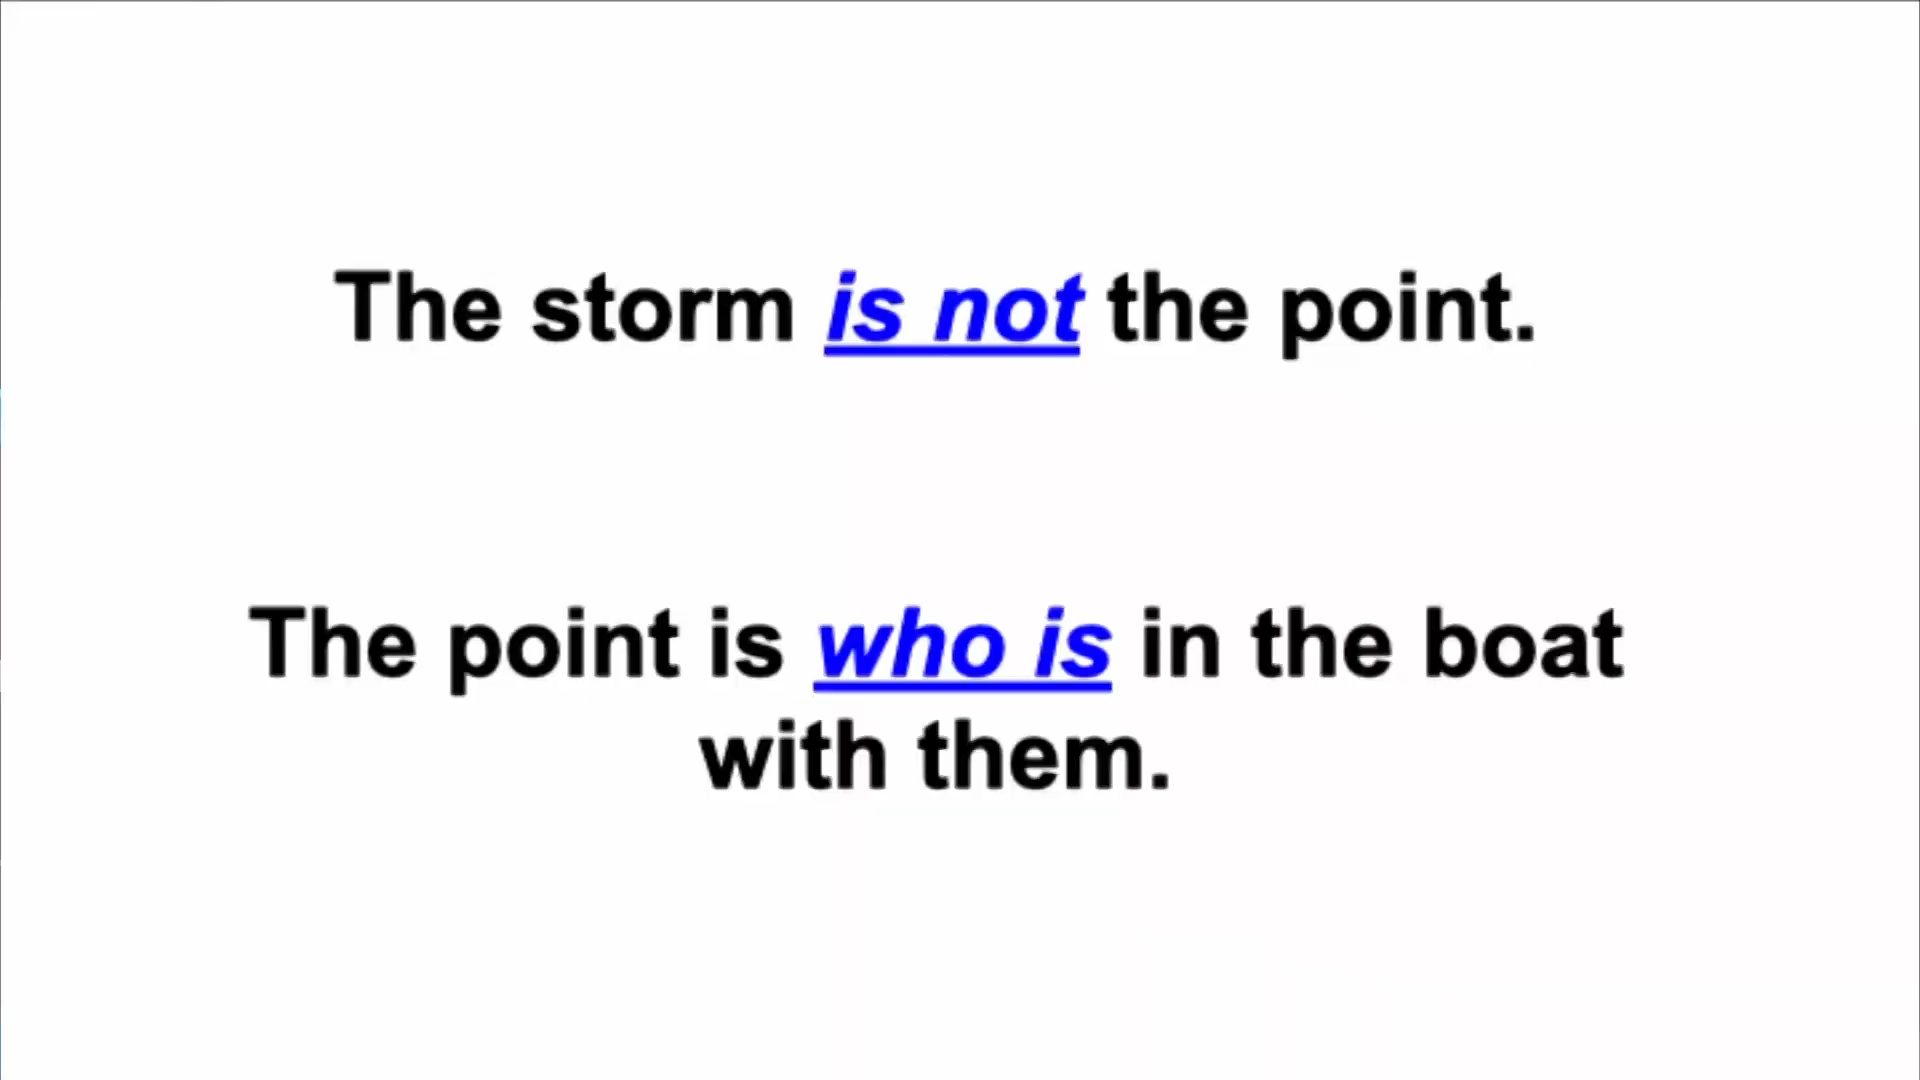 The storm is not the point.
The point is who is in the boat
with them.